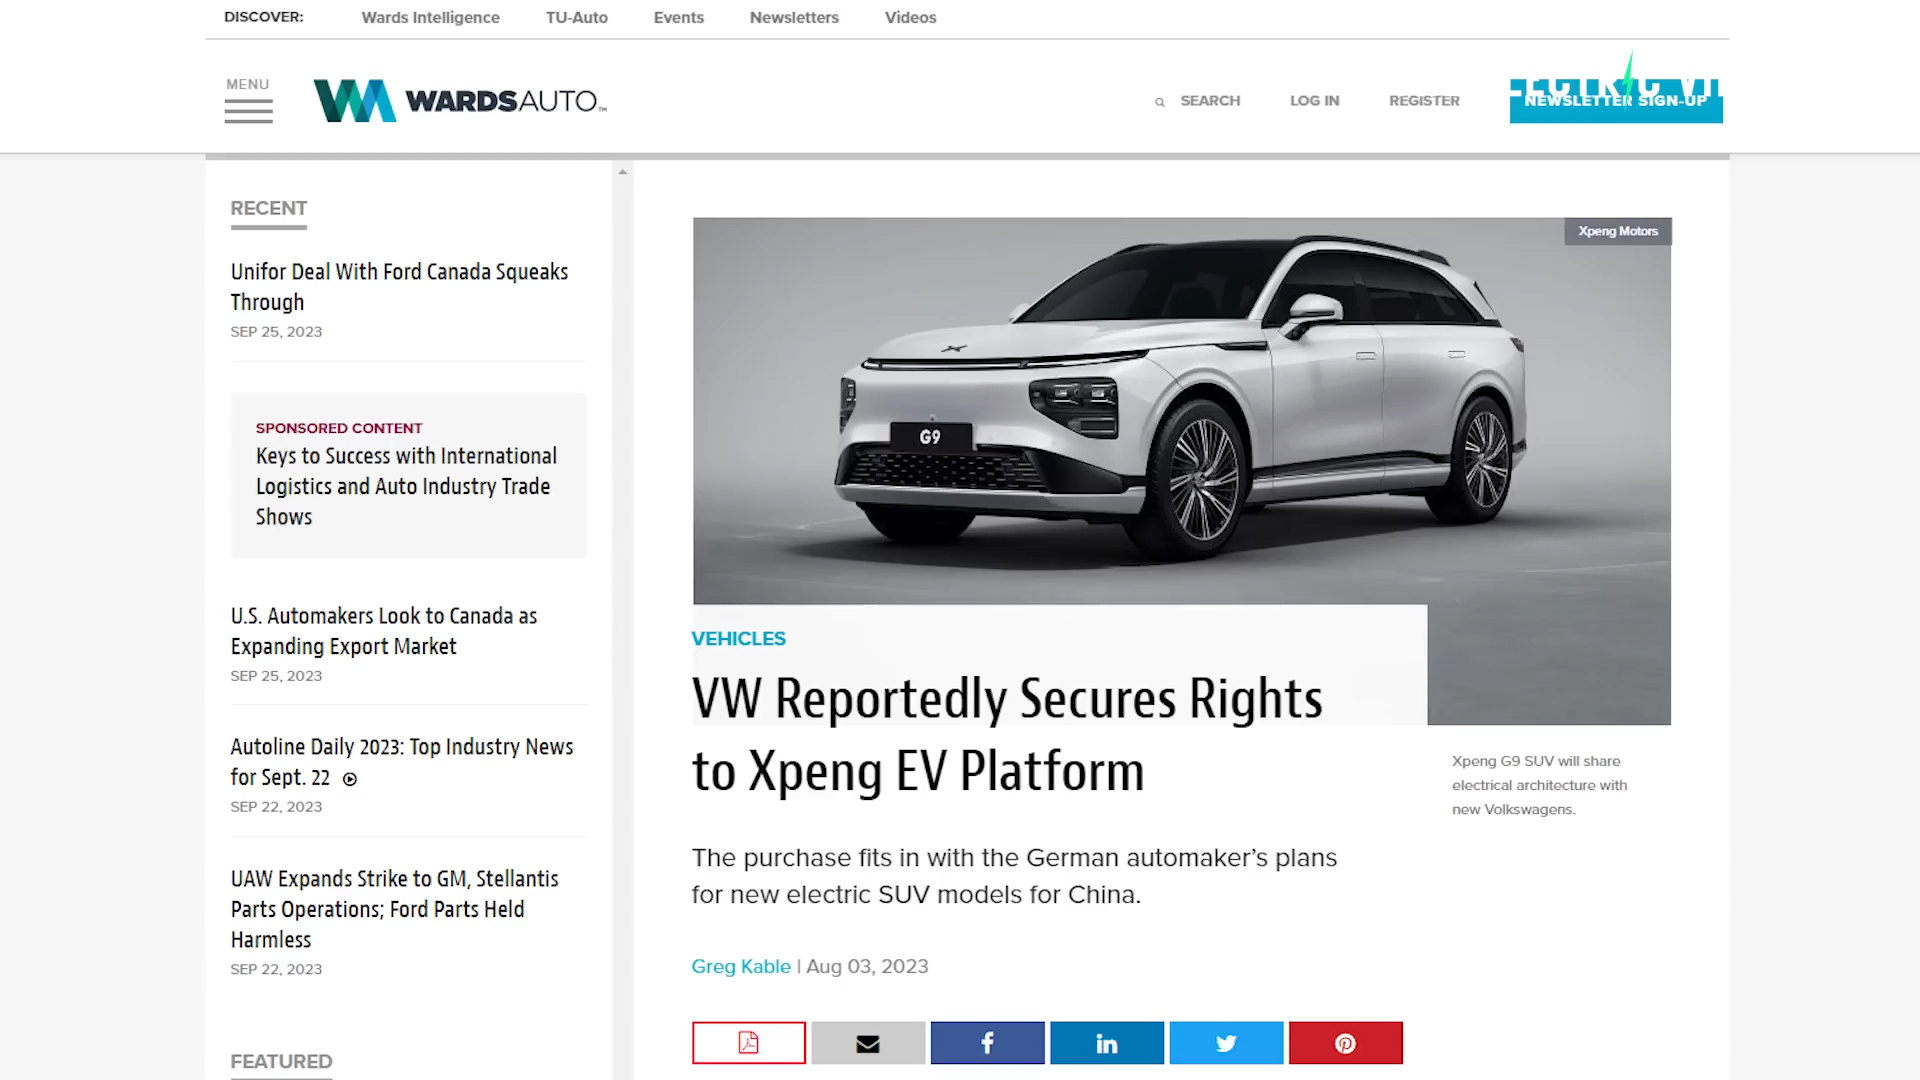 DISCOVER:
Wards Intelligence
TU-Auto
Events
Newsletters
Videos
MENU
WARDSAUTO
SEARCH
LOG IN
REGISTER
NEWSLETTER SIGN-UP
RECENT
Unifor Deal With Ford Canada Squeaks
Through
SEP 25, 2023
SPONSORED CONTENT
Keys to Success with International
Logistics and Auto Industry Trade
Shows
U.S. Automakers Look to Canada as
Expanding Export Market
SEP 25, 2023
Autoline Daily 2023: Top Industry News
for Sept. 22
SEP 22, 2023
UAW Expands Strike to GM, Stellantis
Parts Operations; Ford Parts Held
Harmless
SEP 22, 2023
FEATURED
Xpeng Motors
G9
VEHICLES
VW Reportedly Secures Rights
to Xpeng EV Platform
Xpeng G9 SUV will share
electrical architecture with
new Volkswagens.
The purchase fits in with the German automaker’s plans
for new electric SUV models for China.
Greg Kable | Aug 03, 2023